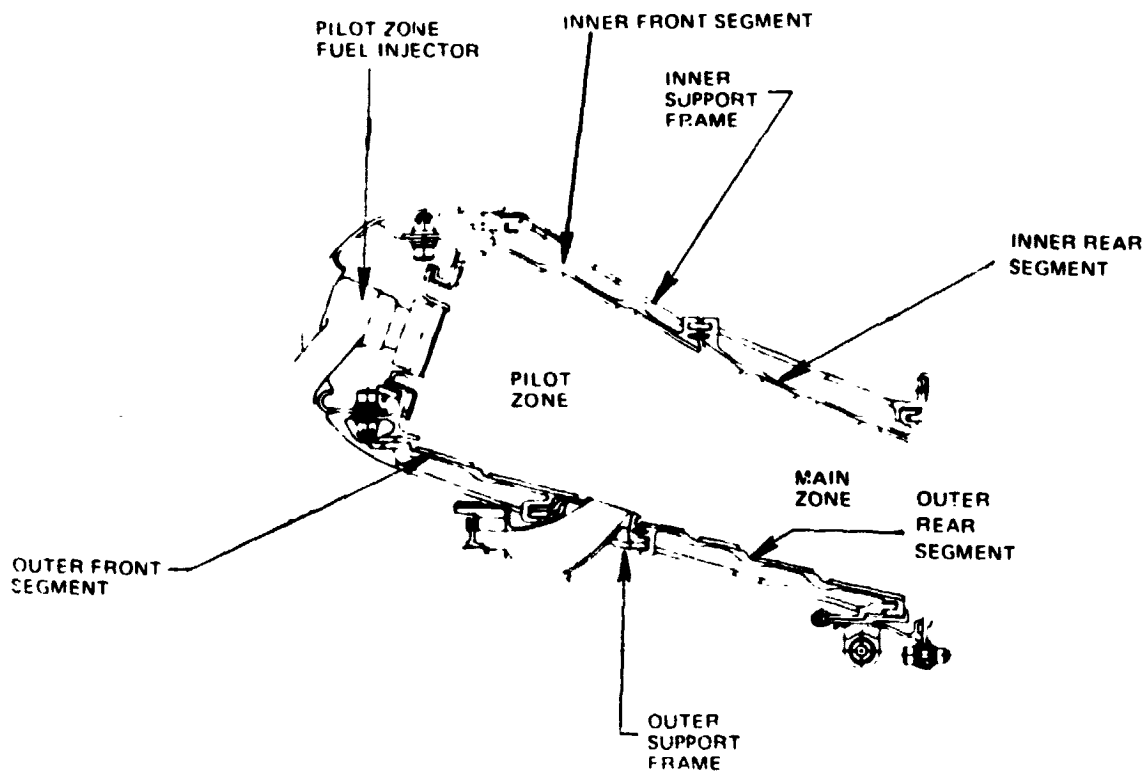 PILOT ZONE
FUEL INJECTOR
INNER FRONT SEGMENT
INNER
SUPPORT
FRAME
INNER REAR
SEGMENT
PILOT
ZONE
MAIN
ZONE
OUTER
REAR
SEGMENT
OUTER FRONT
SEGMENT
OUTER
SUPPORT
FRAME